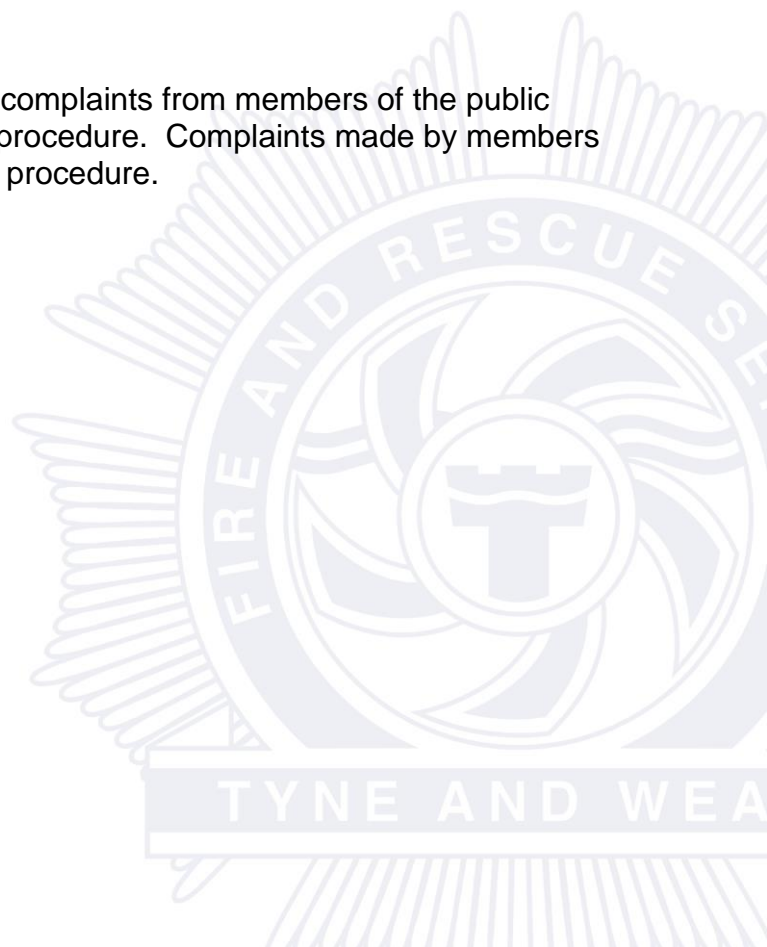 complaints from members of the public
procedure.  Complaints made by members
procedure.
FIRE AND RESCUE SE
TYNE AND WEA